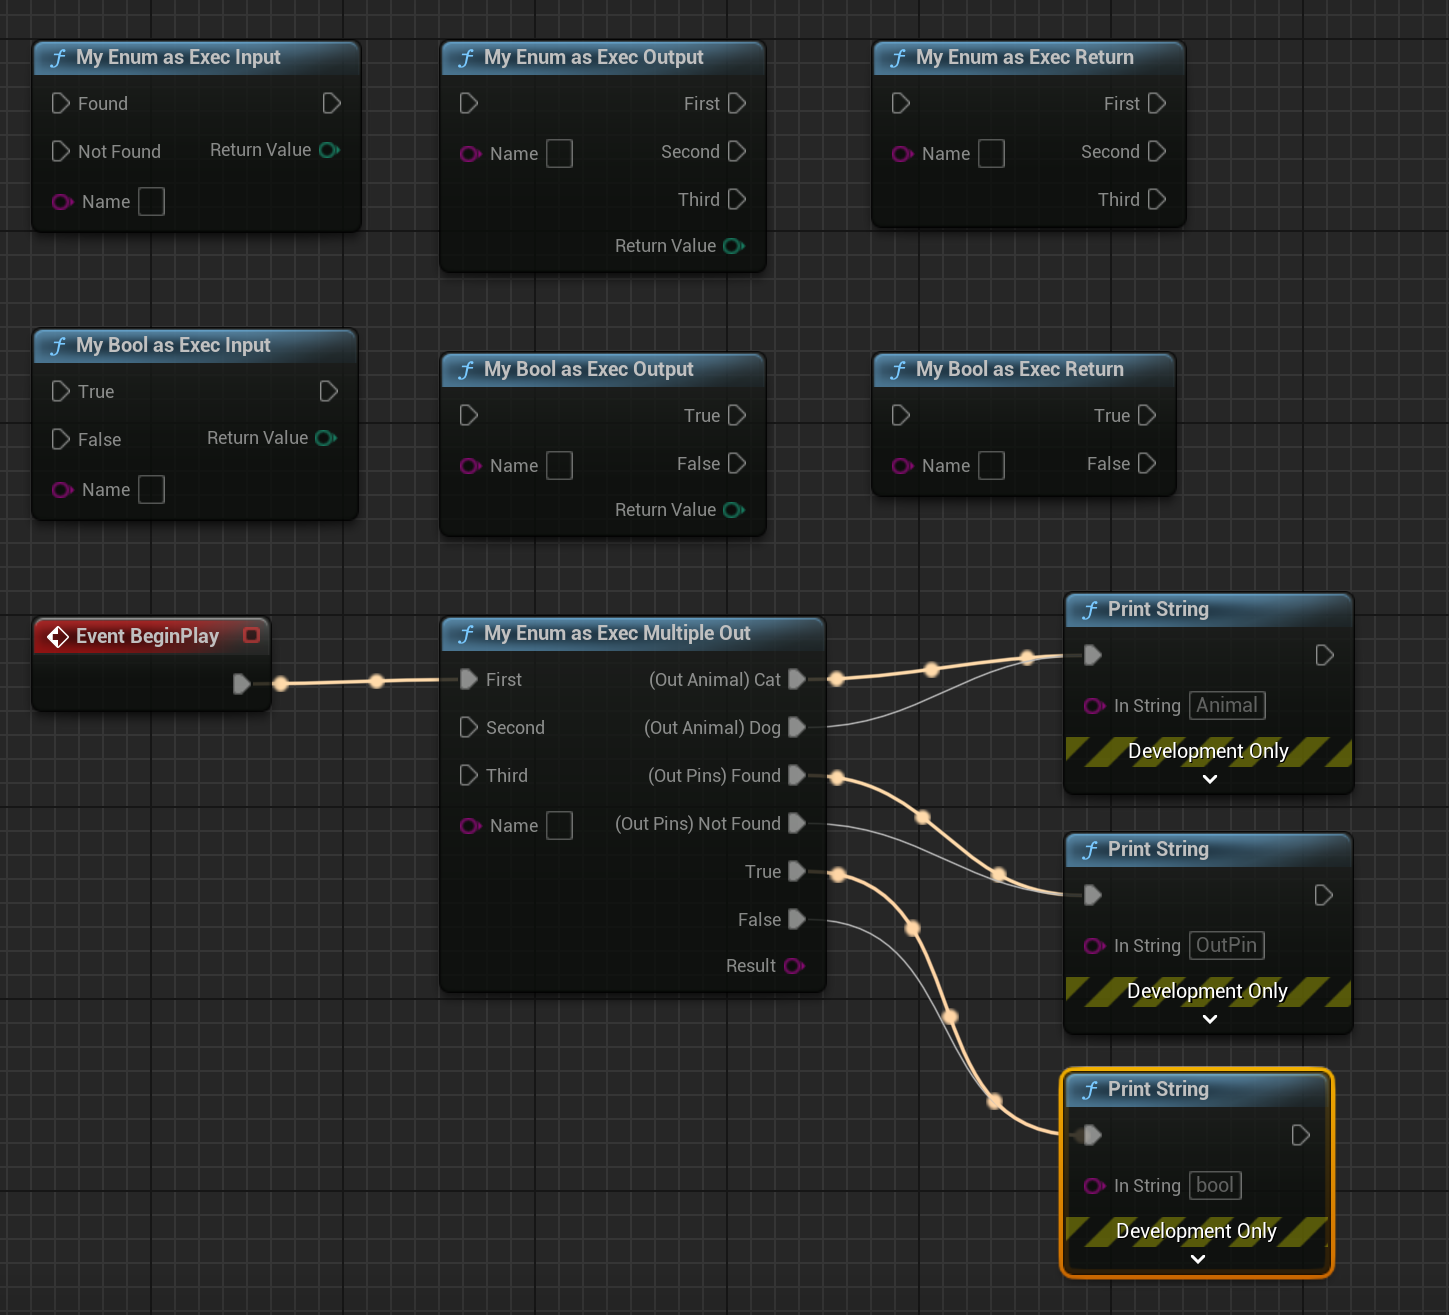 My Enum as Exec Input
Found
Not Found
Return Value
Name
My Enum as Exec Output
First
Name
Second
Third
Return Value
My Enum as Exec Return
First
Name
Second
Third
My Bool as Exec Input
True
False
Return Value
Name
My Bool as Exec Output
True
Name
False
Return Value
My Bool as Exec Return
True
Name
False
Event BeginPlay
My Enum as Exec Multiple Out
First
(Out Animal) Cat
Second
(Out Animal) Dog
Third
(Out Pins) Found
Name
(Out Pins) Not Found
True
False
Result
Print String
In String Animal
Development Only
Print String
In String OutPin
Development Only
Print String
In String bool
Development Only